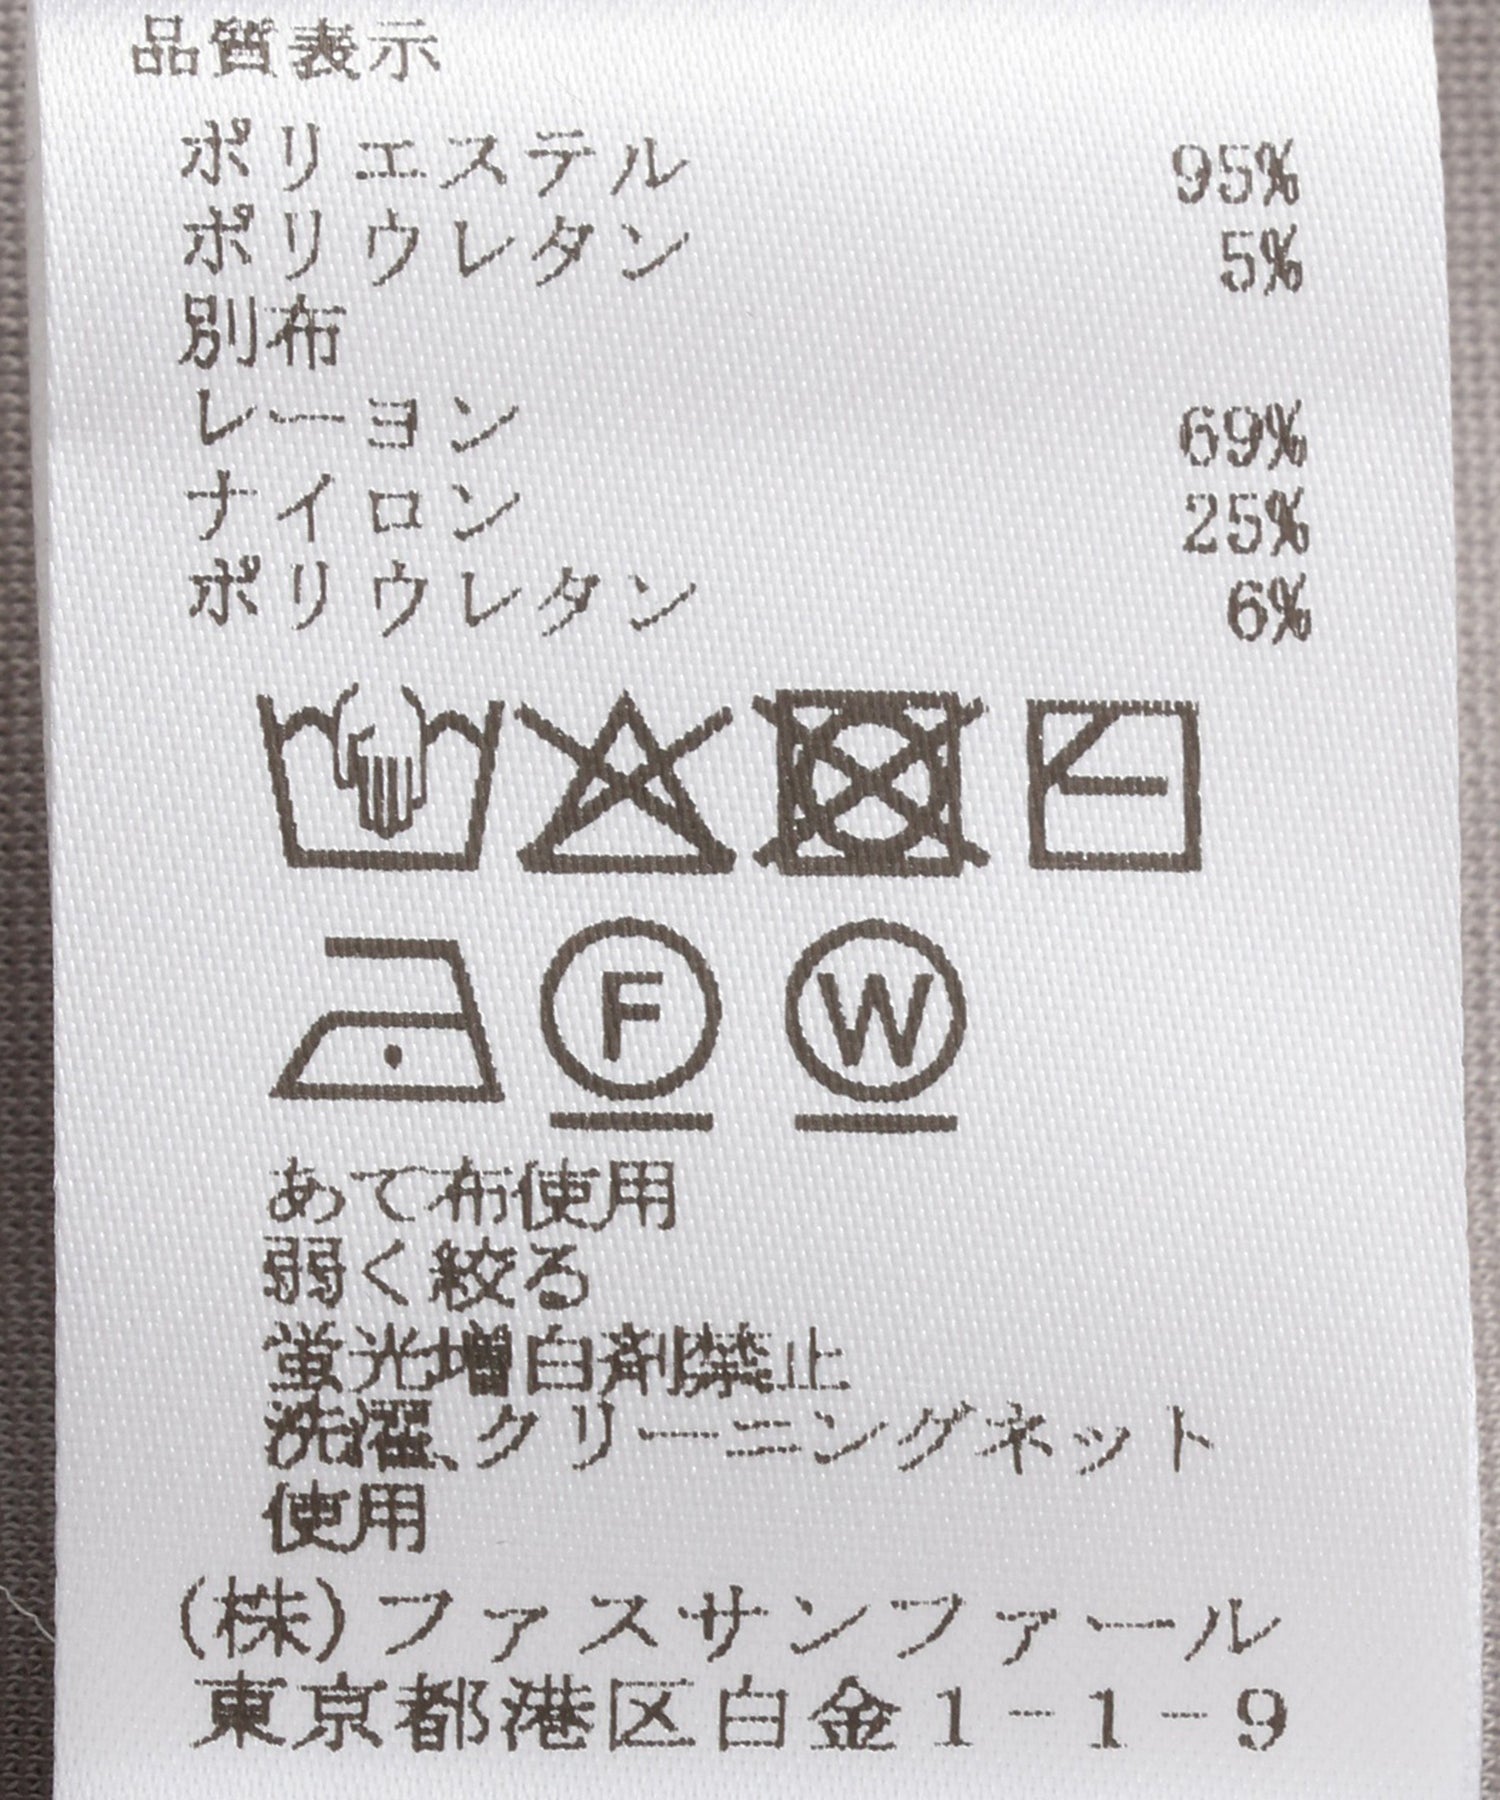 品質表示
ポリエステル 95%
ポリウレタン 5%
別布
レーヨン 69%
ナイロン 25%
ポリウレタン 6%
F W
あて布使用
弱く絞る
蛍光増白剤禁止
洗濯、クリーニングネット
使用
(株)ファスサンファール
東京都港区白金1-1-9